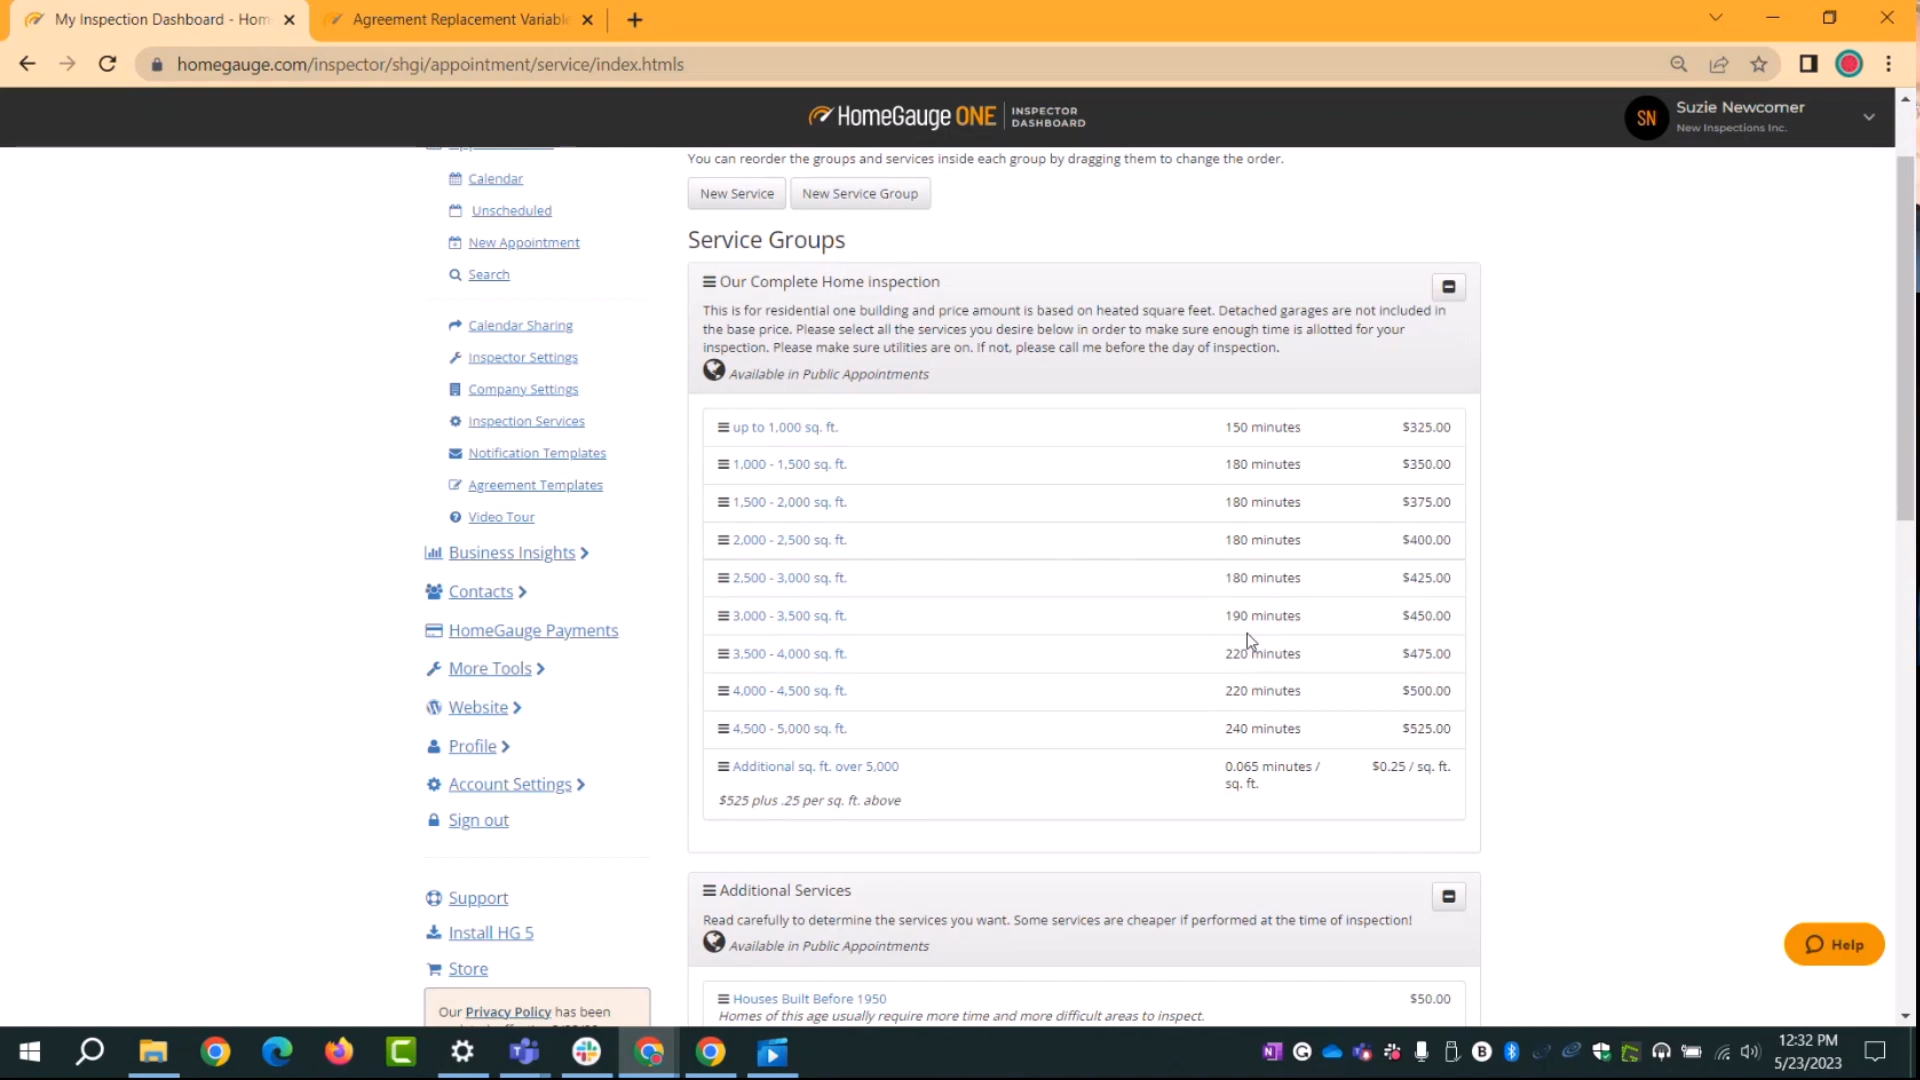 My Inspection Dashboard - Hom
Agreement Replacement Variabl
homegauge.com/inspector/shgi/appointment/service/index.htmls
HomeGauge ONE
INSPECTOR
DASHBOARD
SN
Suzie Newcomer
New Inspections Inc.
Calendar
Unscheduled
New Appointment
Search
Calendar Sharing
Inspector Settings
Company Settings
Inspection Services
Notification Templates
Agreement Templates
Video Tour
Business Insights
Contacts
HomeGauge Payments
More Tools
Website
Profile
Account Settings
Sign out
Support
Install HG 5
Store
Our Privacy Policy has been
You can reorder the groups and services inside each group by dragging them to change the order.
New Service
New Service Group
Service Groups
Our Complete Home inspection
This is for residential one building and price amount is based on heated square feet. Detached garages are not included in
the base price. Please select all the services you desire below in order to make sure enough time is allotted for your
inspection. Please make sure utilities are on. If not, please call me before the day of inspection.
Available in Public Appointments
up to 1,000 sq. ft. 150 minutes $325.00
1,000 - 1,500 sq. ft. 180 minutes $350.00
1,500 - 2,000 sq. ft. 180 minutes $375.00
2,000 - 2,500 sq. ft. 180 minutes $400.00
2,500 - 3,000 sq. ft. 180 minutes $425.00
3,000 - 3,500 sq. ft. 190 minutes $450.00
3,500 - 4,000 sq. ft. 220 minutes $475.00
4,000 - 4,500 sq. ft. 220 minutes $500.00
4,500 - 5,000 sq. ft. 240 minutes $525.00
Additional sq. ft. over 5,000 0.065 minutes / $0.25 / sq. ft.
sq. ft.
$525 plus .25 per sq. ft. above
Additional Services
Read carefully to determine the services you want. Some services are cheaper if performed at the time of inspection!
Available in Public Appointments
Houses Built Before 1950 $50.00
Homes of this age usually require more time and more difficult areas to inspect.
Help
12:32 PM
5/23/2023